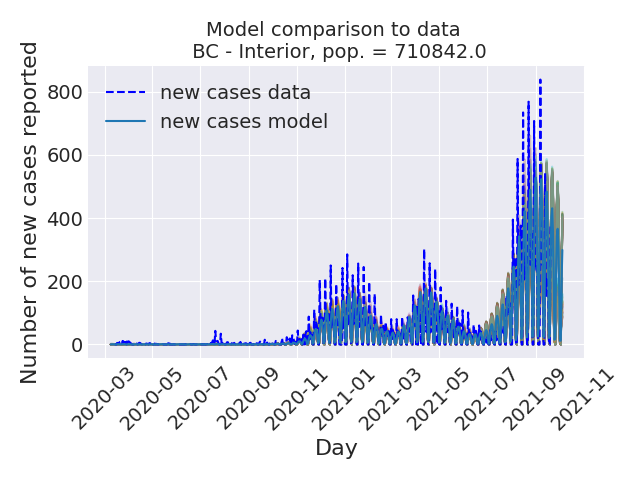 Model comparison to data
BC - Interior, pop. = 710842.0
new cases data
new cases model
Number of new cases reported
800
600
400
200
0
2020-03
2020-05
2020-07
2020-09
2020-11
2021-01
2021-03
2021-05
2021-07
2021-09
2021-11
Day